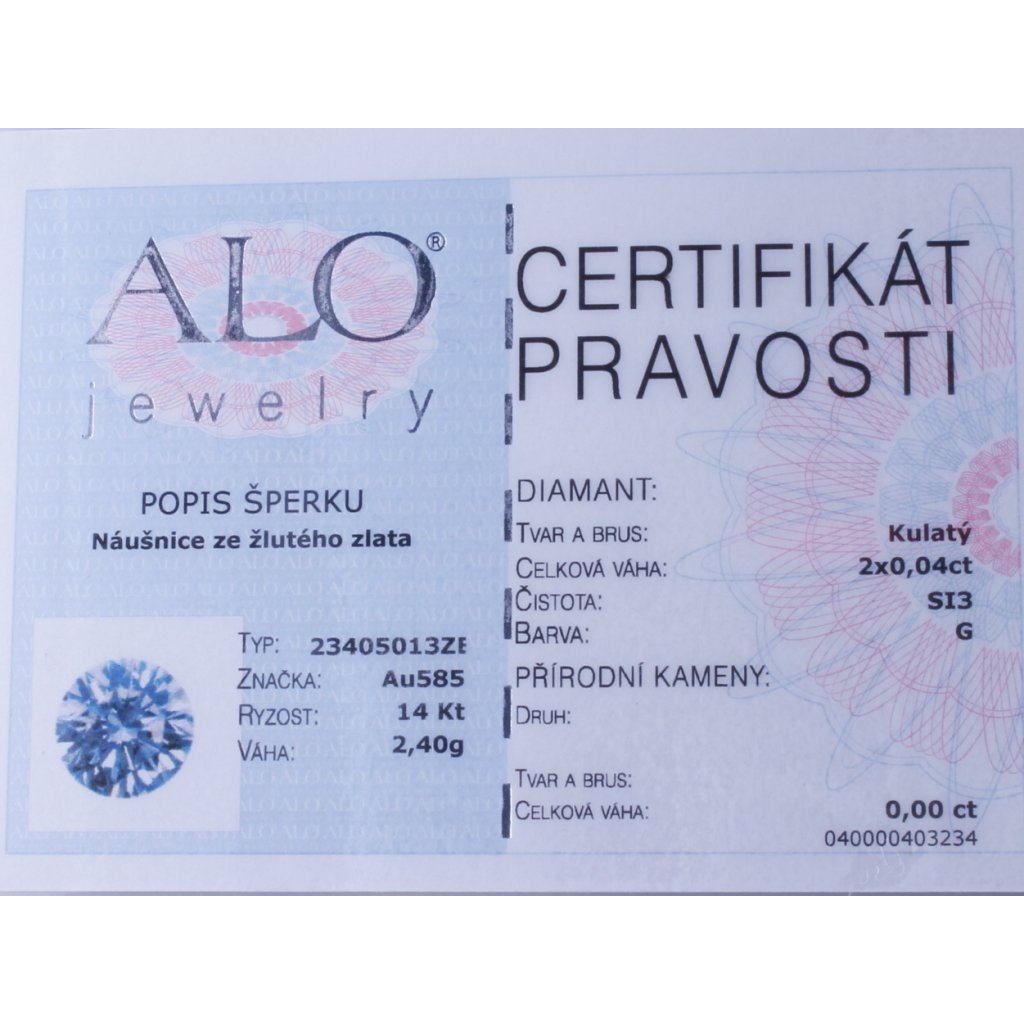 ALO®
jewelry
POPIS ŠPERKU
Náušnice ze žlutého zlata
TYP: 23405013ZE
ZNAČKA: Au585
RYZOST: 14 Kt
VÁHA: 2,40g
CERTIFIKÁT
PRAVOSTI
DIAMANT:
TVAR A BRUS: Kulatý
CELKOVÁ VÁHA: 2x0,04ct
ČISTOTA: SI3
BARVA: G
PŘÍRODNÍ KAMENY:
DRUH:
TVAR A BRUS:
CELKOVÁ VÁHA: 0,00 ct
040000403234